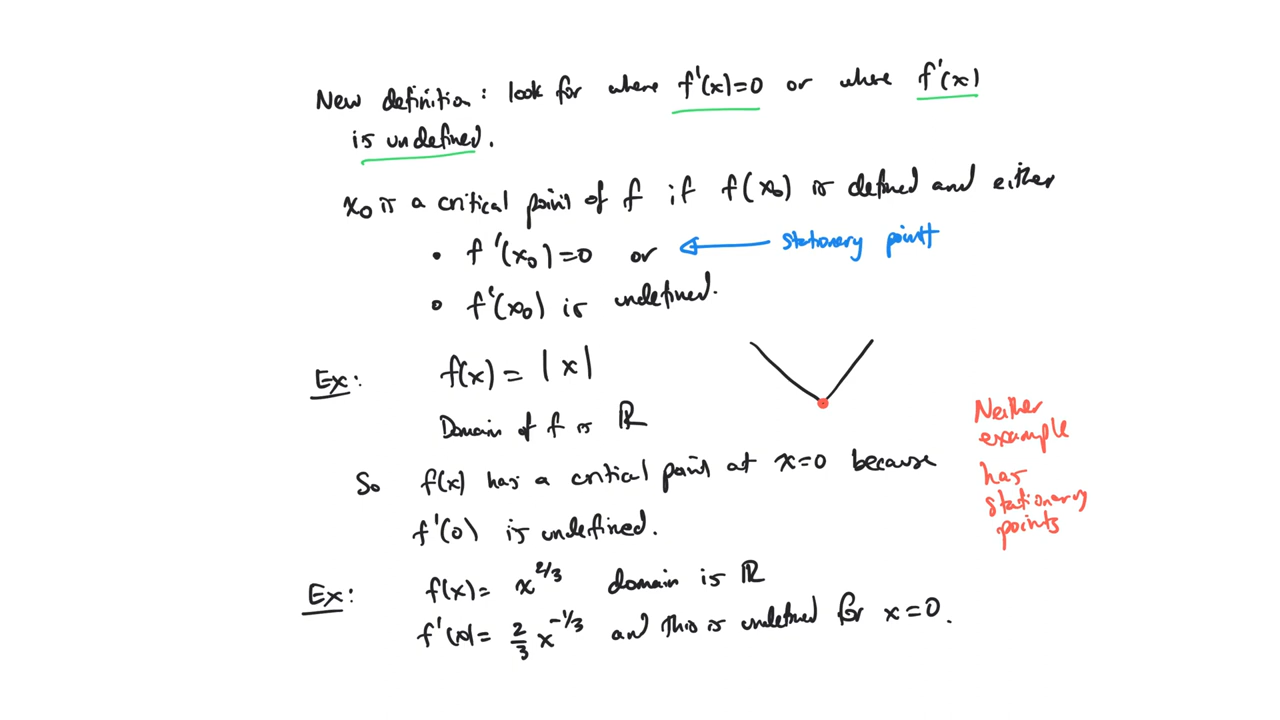 New definition: look for where f'(x)=0 or where f'(x)
is undefined.
x₀ is a critical point of f if f(x₀) is defined and either
• f'(x₀)=0 or ← stationary point
• f'(x₀) is undefined.
Ex: f(x) = |x|
Domain of f is ℝ
So f(x) has a critical point at x=0 because
f'(0) is undefined.
Neither
example
has
stationary
points
Ex: f(x) = x^{2/3} domain is ℝ
f'(x) = 2/3 x^{-1/3} and this is undefined for x=0.